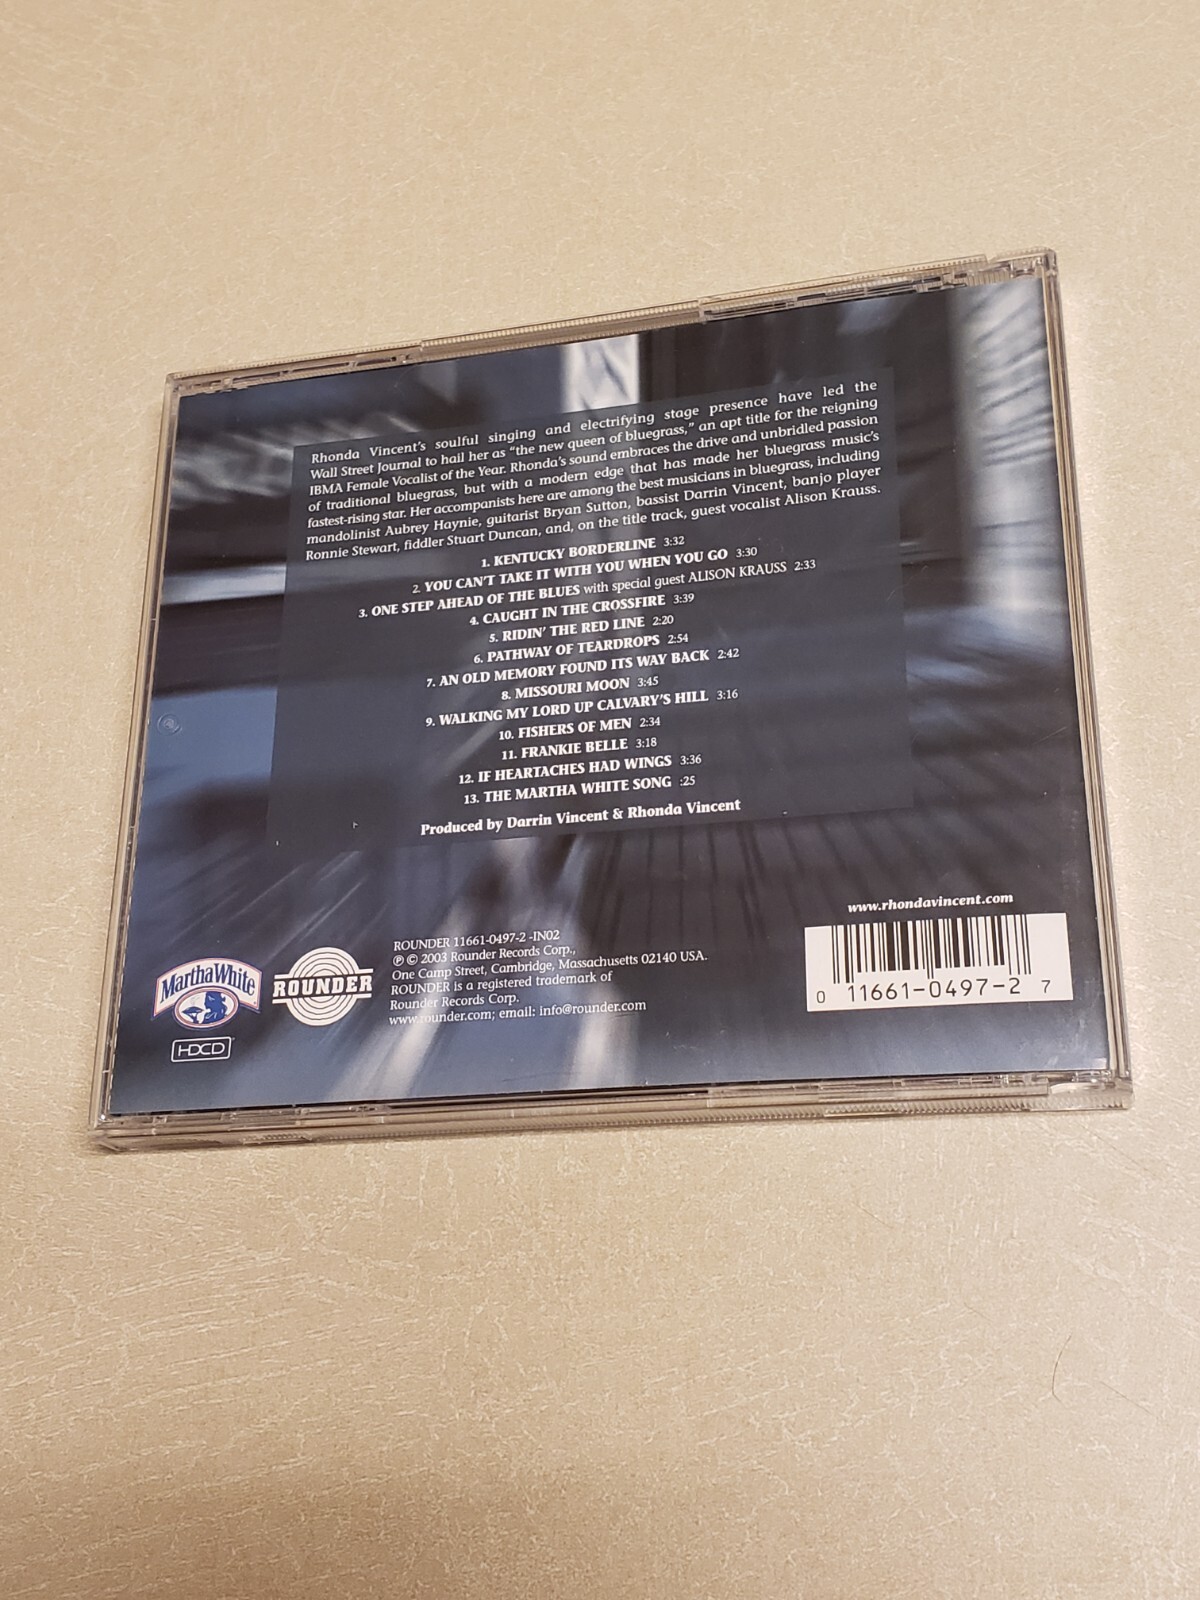 Rhonda Vincent's soulful singing and electrifying stage presence have led the
Wall Street Journal to hail her as "the new queen of bluegrass," an apt title for the reigning
IBMA Female Vocalist of the Year. Rhonda's sound embraces the drive and unbridled passion
of traditional bluegrass, but with a modern edge that has made her bluegrass music's
fastest-rising star. Her accompanists here are among the best musicians in bluegrass, including
mandolinist Aubrey Haynie, guitarist Bryan Sutton, bassist Darrin Vincent, banjo player
Ronnie Stewart, fiddler Stuart Duncan, and, on the title track, guest vocalist Alison Krauss.
1. KENTUCKY BORDERLINE 3:32
2. YOU CAN'T TAKE IT WITH YOU WHEN YOU GO 3:30
3. ONE STEP AHEAD OF THE BLUES with special guest ALISON KRAUSS 2:33
4. CAUGHT IN THE CROSSFIRE 3:39
5. RIDIN' THE RED LINE 2:20
6. PATHWAY OF TEARDROPS 2:54
7. AN OLD MEMORY FOUND ITS WAY BACK 2:42
8. MISSOURI MOON 3:45
9. WALKING MY LORD UP CALVARY'S HILL 3:16
10. FISHERS OF MEN 2:34
11. FRANKIE BELLE 3:18
12. IF HEARTACHES HAD WINGS 3:36
13. THE MARTHA WHITE SONG :25
Produced by Darrin Vincent & Rhonda Vincent
www.rhondavincent.com
Martha White
ROUNDER
HDCD
ROUNDER 11661-0497-2 -IN02
℗ © 2003 Rounder Records Corp.,
One Camp Street, Cambridge, Massachusetts 02140 USA.
ROUNDER is a registered trademark of
Rounder Records Corp.
www.rounder.com; email: info@rounder.com
0 11661-0497-2 7